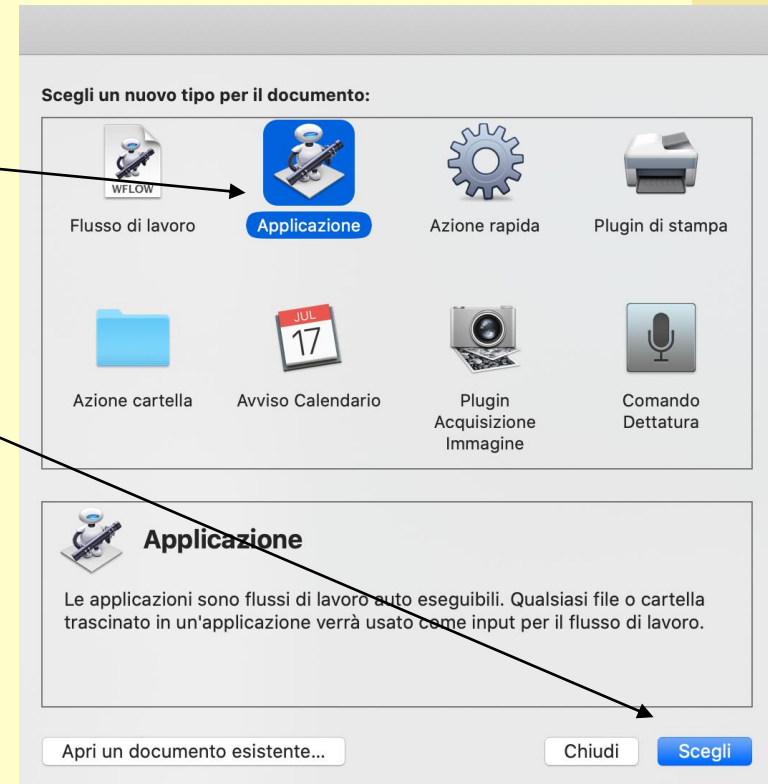 Scegli un nuovo tipo per il documento:
WFLOW
Flusso di lavoro
Applicazione
Azione rapida
Plugin di stampa
JUL
17
Azione cartella
Avviso Calendario
Plugin
Acquisizione
Immagine
Comando
Dettatura
Applicazione
Le applicazioni sono flussi di lavoro auto eseguibili. Qualsiasi file o cartella
trascinato in un'applicazione verrà usato come input per il flusso di lavoro.
Apri un documento esistente...
Chiudi
Scegli